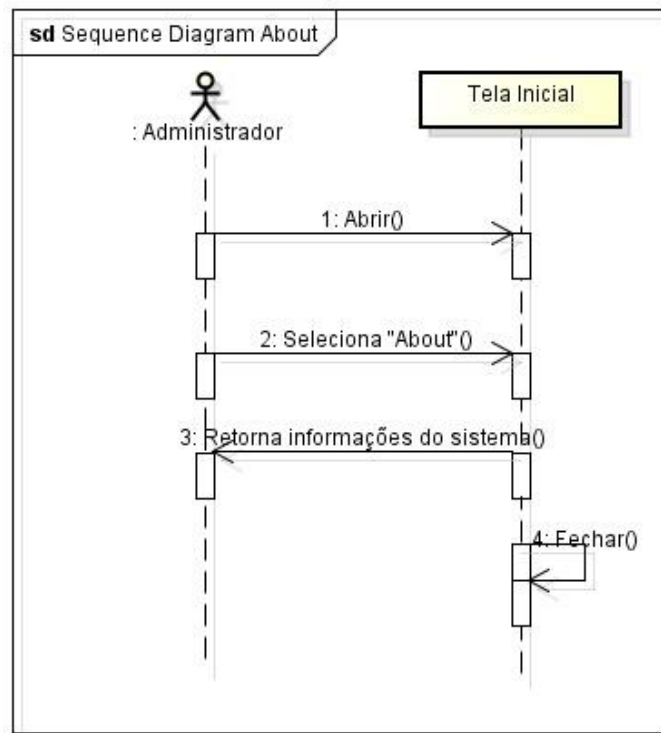 sd Sequence Diagram About
Tela Inicial
: Administrador
1: Abrir()
2: Seleciona "About"()
3: Retorna informações do sistema()
4: Fechar()